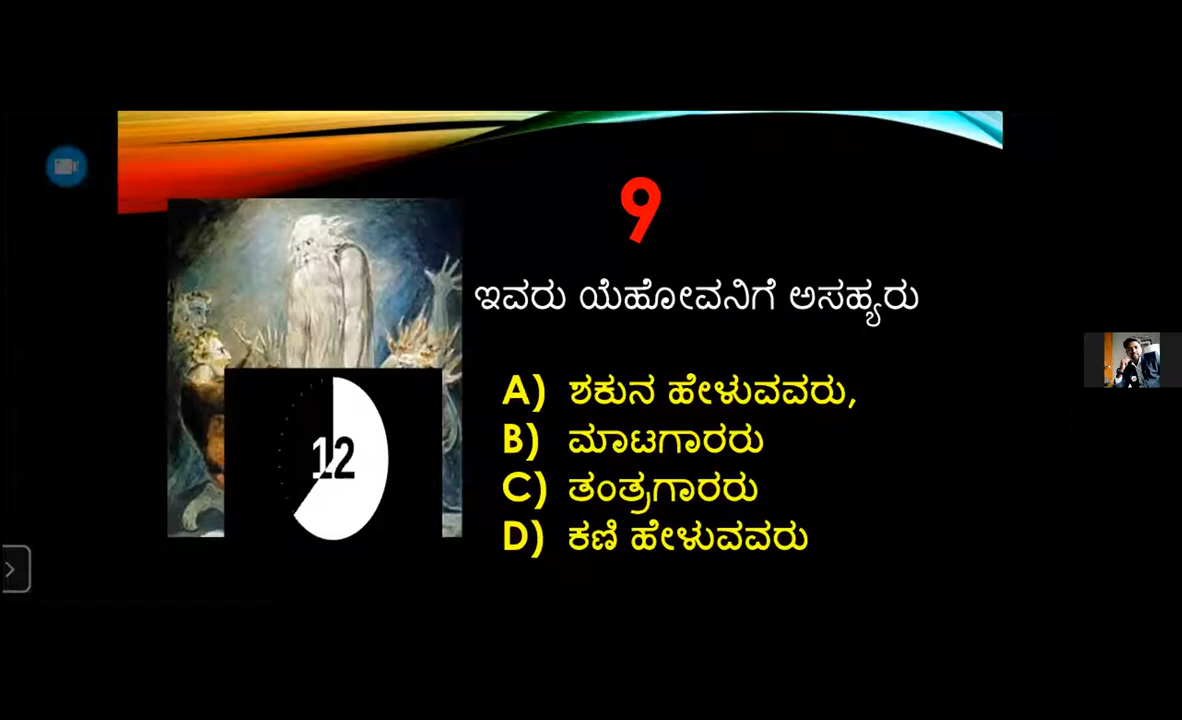 9
ಇವರು ಯೆಹೋವನಿಗೆ ಅಸಹ್ಯರು
A) ಶಕುನ ಹೇಳುವವರು,
B) ಮಾಟಗಾರರು
C) ತಂತ್ರಗಾರರು
D) ಕಣಿ ಹೇಳುವವರು
12